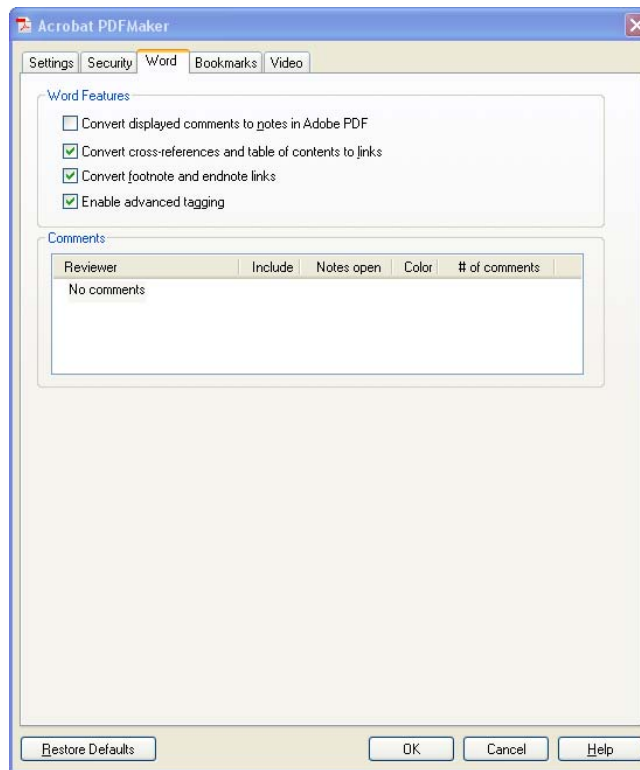 Acrobat PDFMaker
Settings Security Word Bookmarks Video
Word Features
Convert displayed comments to notes in Adobe PDF
Convert cross-references and table of contents to links
Convert footnote and endnote links
Enable advanced tagging
Comments
Reviewer Include Notes open Color # of comments
No comments
Restore Defaults OK Cancel Help